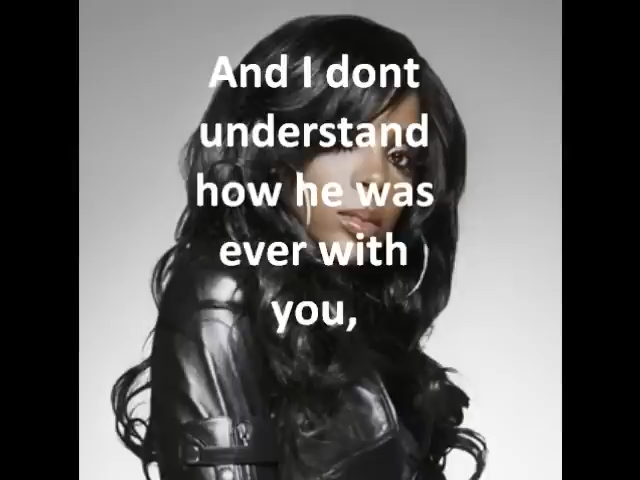 And I dont
understand
how he was
ever with
you,